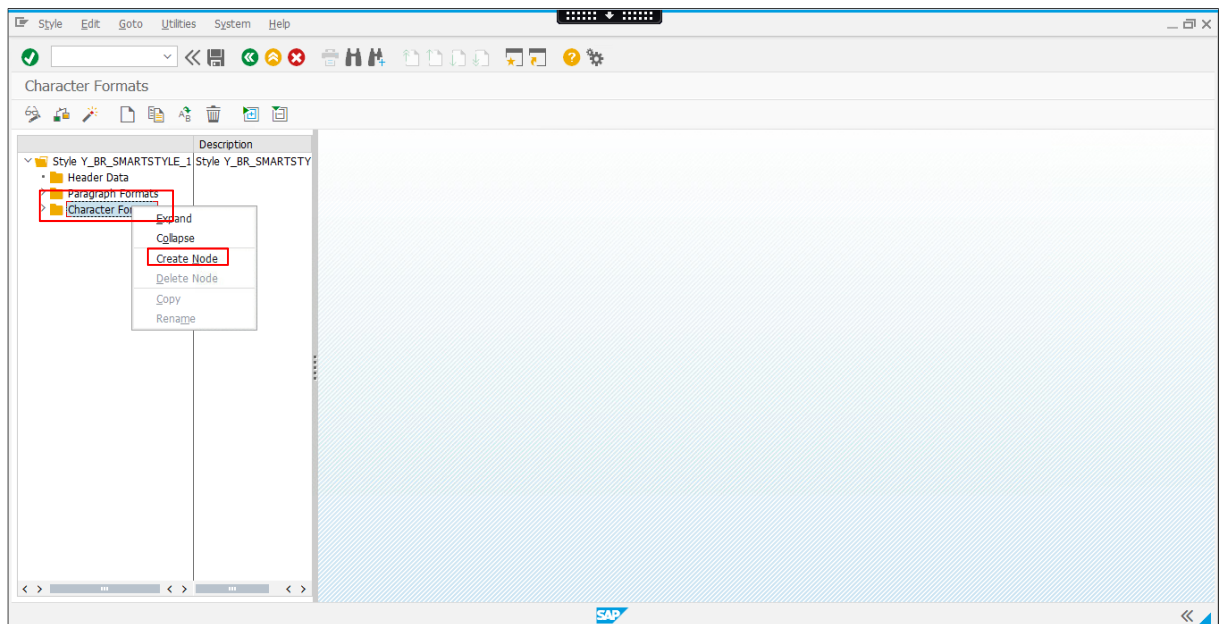 Style Edit Goto Utilities System Help
Character Formats
Description
Style Y_BR_SMARTSTYLE_1 Style Y_BR_SMARTSTY
Header Data
Paragraph Formats
Character For
Expand
Collapse
Create Node
Delete Node
Copy
Rename
SAP